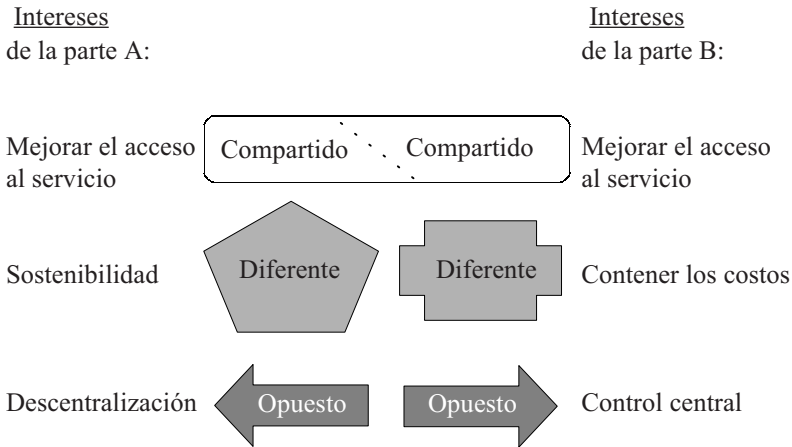 Intereses
de la parte A:
Intereses
de la parte B:
Mejorar el acceso
al servicio
Compartido
Compartido
Mejorar el acceso
al servicio
Sostenibilidad
Diferente
Diferente
Contener los costos
Descentralización
Opuesto
Opuesto
Control central